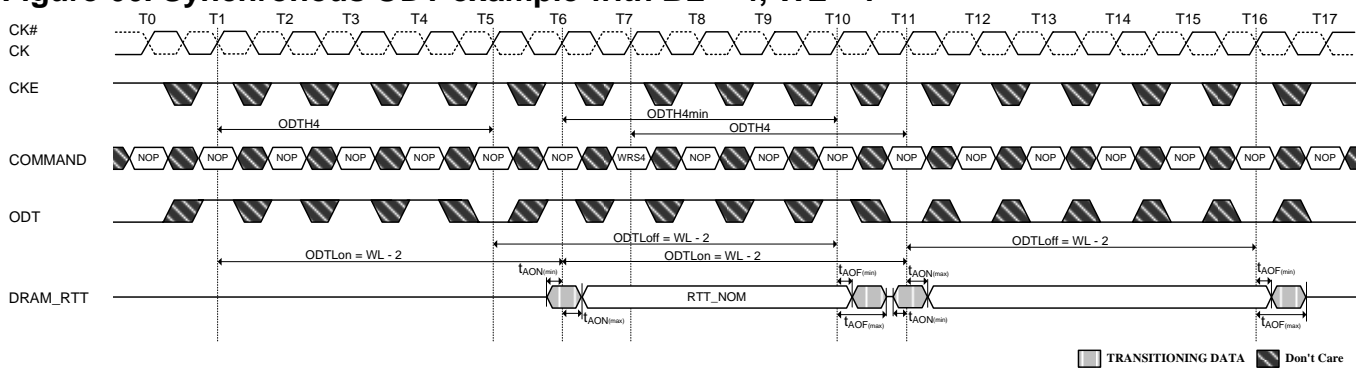 Synchronous ODT example with BL = 4, WL = 7
T0 T1 T2 T3 T4 T5 T6 T7 T8 T9 T10 T11 T12 T13 T14 T15 T16 T17
CK#
CK
CKE
ODTH4min
ODTH4
ODTH4
COMMAND NOP NOP NOP NOP NOP NOP NOP WRS4 NOP NOP NOP NOP NOP NOP NOP NOP NOP NOP
ODT
ODTLoff = WL - 2
ODTLoff = WL - 2
ODTLon = WL - 2
ODTLon = WL - 2
tAON(min)
tAOF(min)
tAON(max)
tAOF(min)
DRAM_RTT
RTT_NOM
tAON(max)
tAOF(max)
tAON(min)
tAOF(max)
TRANSITIONING DATA
Don't Care